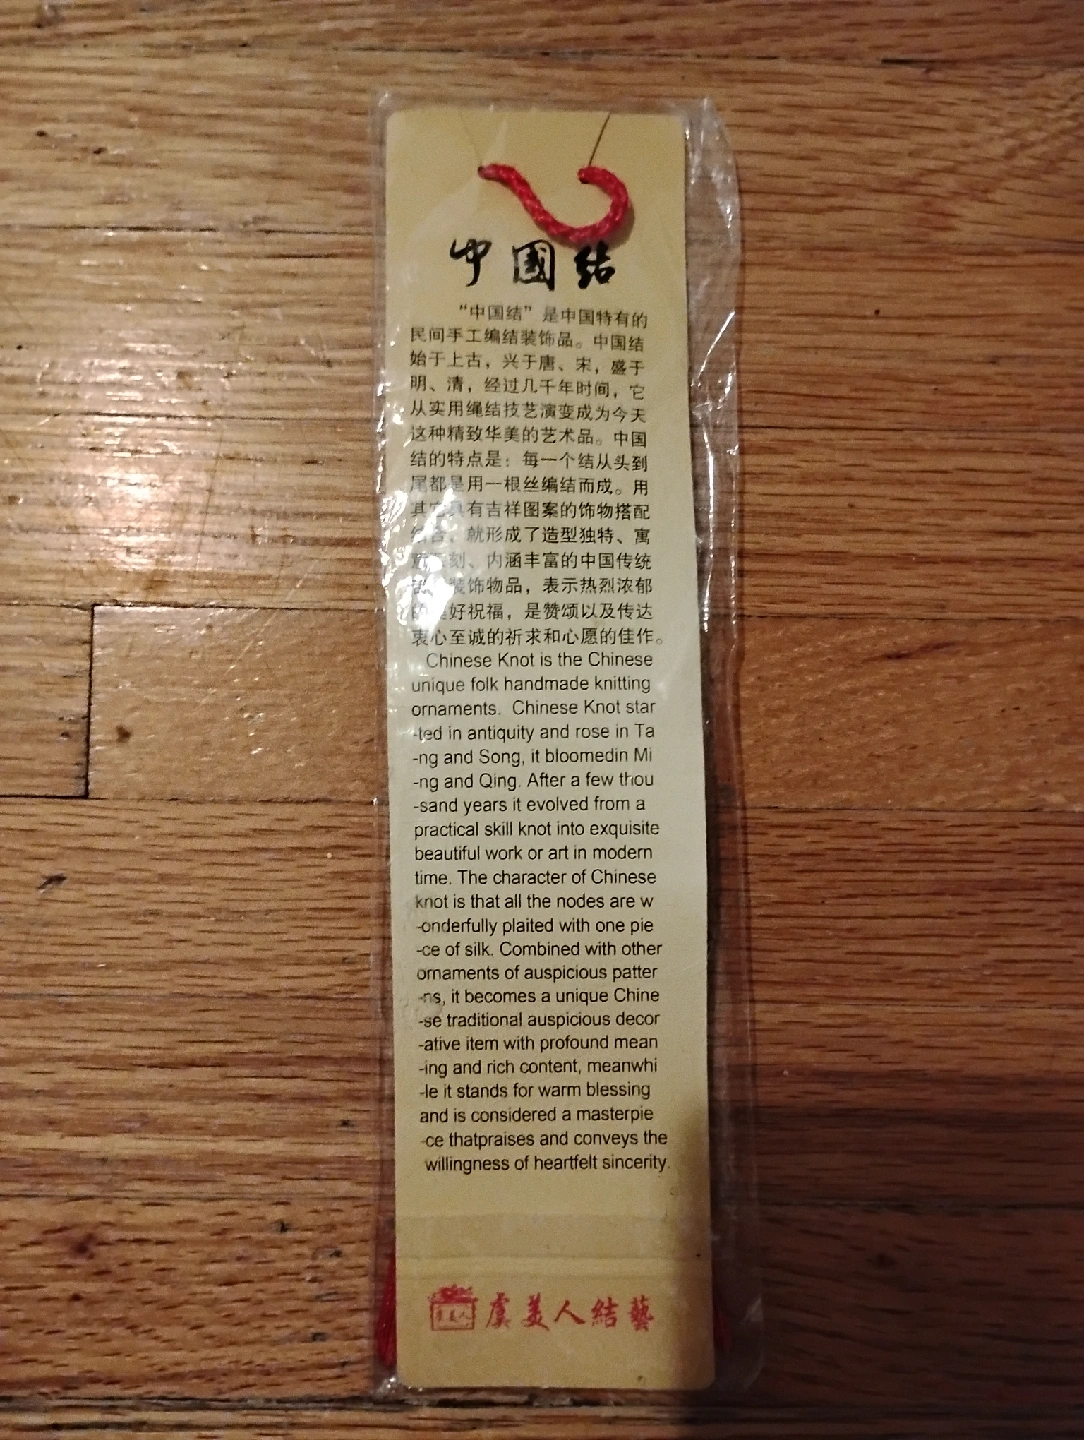 中國结
“中国结”是中国特有的
民间手工编结装饰品。中国结
始于上古，兴于唐、宋，盛于
明、清，经过几千年时间，它
从实用绳结技艺演变成为今天
这种精致华美的艺术品。中国
结的特点是：每一个结从头到
尾都是用一根丝编结而成。用
其它具有吉祥图案的饰物搭配
结合，就形成了造型独特、寓
意深刻、内涵丰富的中国传统
装饰物品，表示热烈浓郁
的美好祝福，是赞颂以及传达
衷心至诚的祈求和心愿的佳作。
Chinese Knot is the Chinese
unique folk handmade knitting
ornaments. Chinese Knot star
-ted in antiquity and rose in Ta
-ng and Song, it bloomedin Mi
-ng and Qing. After a few thou
-sand years it evolved from a
practical skill knot into exquisite
beautiful work or art in modern
time. The character of Chinese
knot is that all the nodes are w
-onderfully plaited with one pie
-ce of silk. Combined with other
ornaments of auspicious patter
-ns, it becomes a unique Chine
-se traditional auspicious decor
-ative item with profound mean
-ing and rich content, meanwhi
-le it stands for warm blessing
and is considered a masterpie
-ce thatpraises and conveys the
willingness of heartfelt sincerity.
虞美人結藝